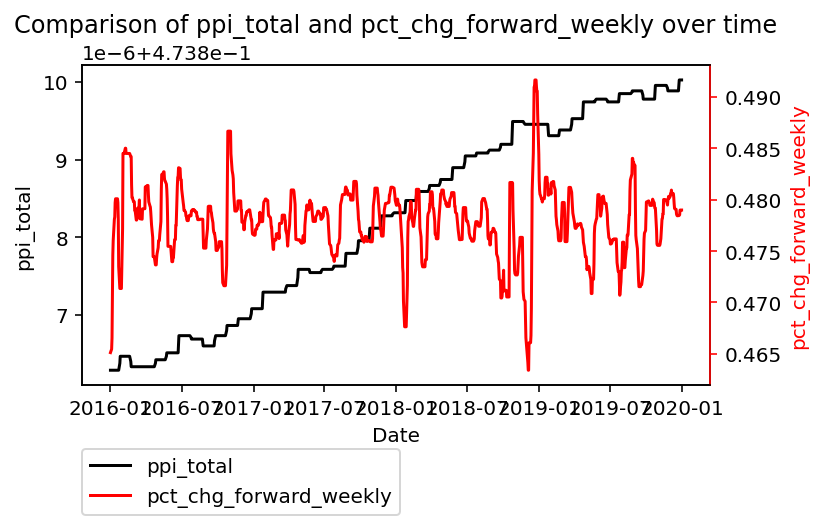 Comparison of ppi_total and pct_chg_forward_weekly over time
1e−6+4.738e−1
10
9
8
7
ppi_total
0.490
0.485
0.480
0.475
0.470
0.465
pct_chg_forward_weekly
2016-01 2016-07 2017-01 2017-07 2018-01 2018-07 2019-01 2019-07 2020-01
Date
ppi_total
pct_chg_forward_weekly